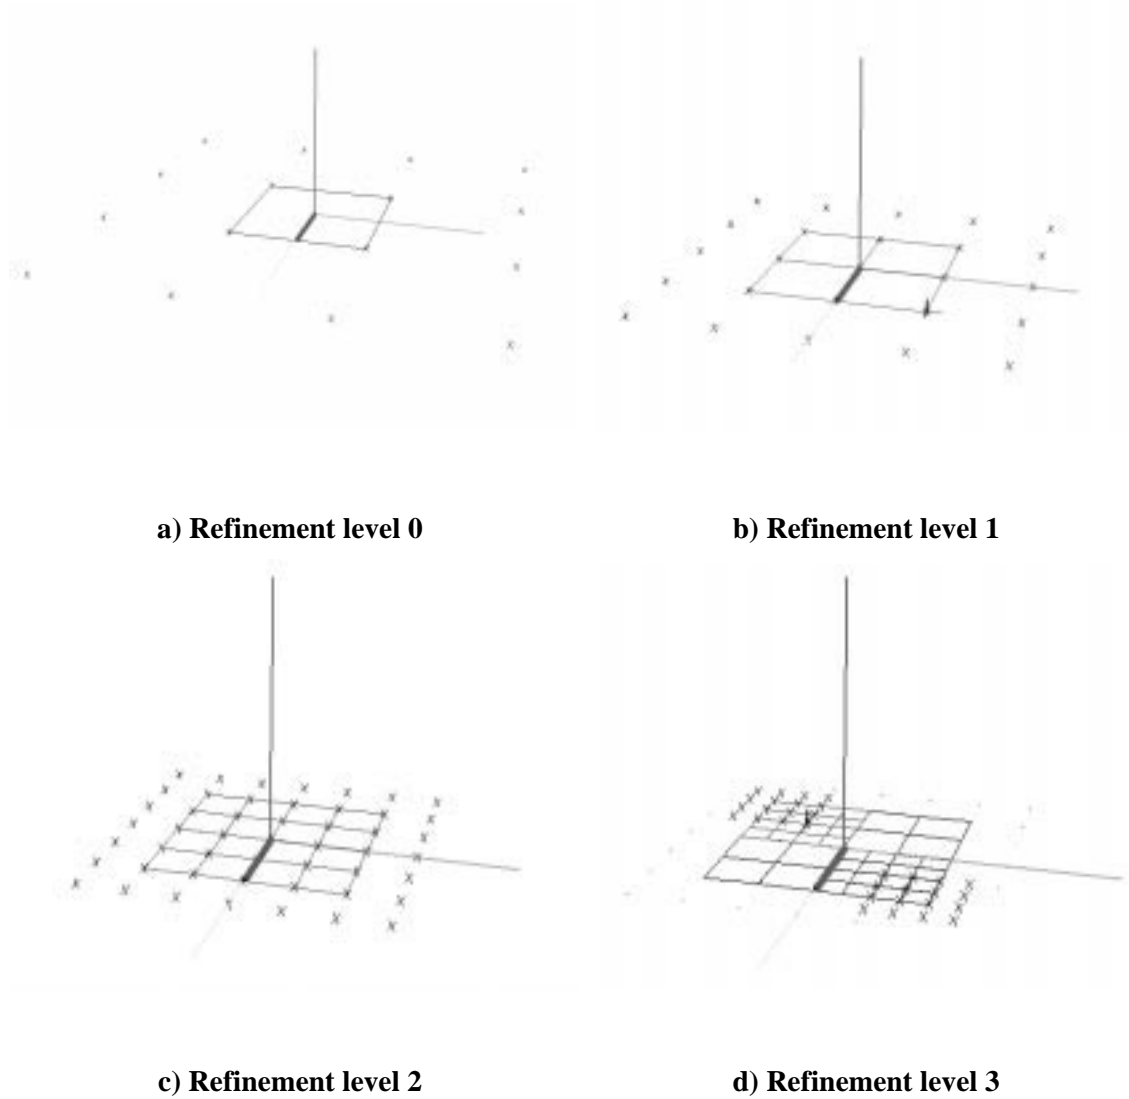 a) Refinement level 0
b) Refinement level 1
c) Refinement level 2
d) Refinement level 3